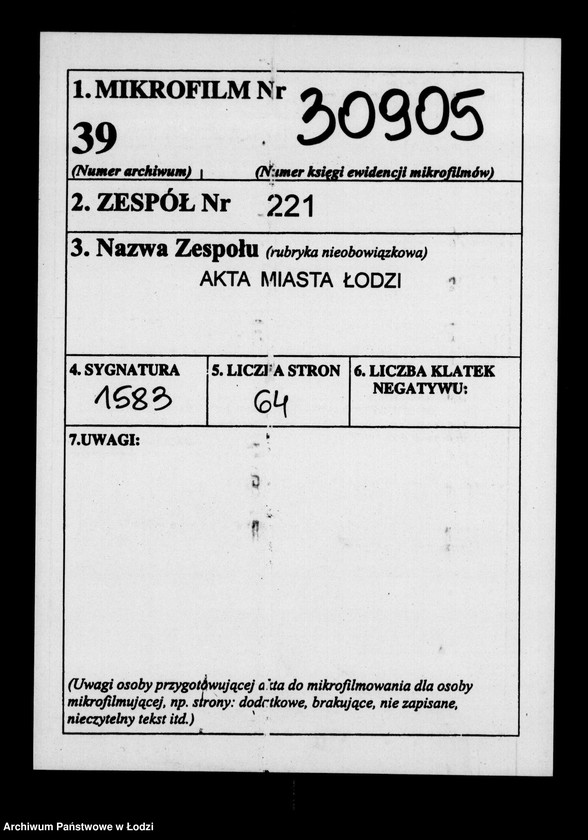 1. MIKROFILM Nr 30905
39
(Numer archiwum) (Numer księgi ewidencji mikrofilmów)
2. ZESPÓŁ Nr 221
3. Nazwa Zespołu (rubryka nieobowiązkowa)
AKTA MIASTA ŁODZI
4. SYGNATURA
1583
5. LICZBA STRON
64
6. LICZBA KLATEK
NEGATYWU:
7.UWAGI:
(Uwagi osoby przygotowującej akta do mikrofilmowania dla osoby
mikrofilmującej, np. strony: dodatkowe, brakujące, nie zapisane,
nieczytelny tekst itd.)
Archiwum Państwowe w Łodzi